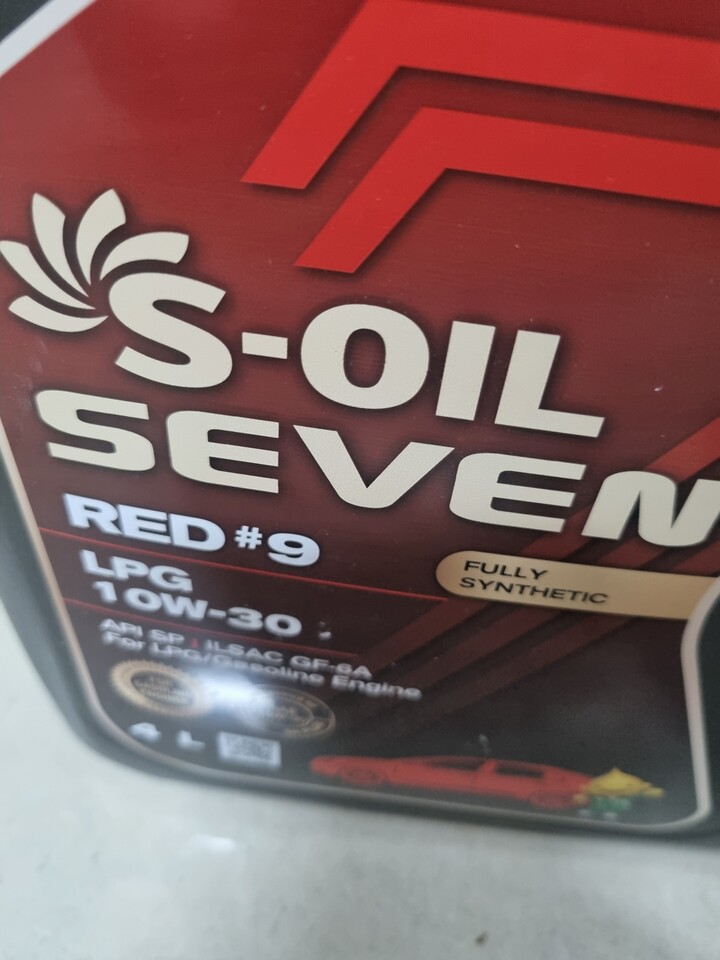 S-OIL
SEVEN
RED #9
FULLY
SYNTHETIC
LPG
10W-30
API SP | ILSAC GF-6A
For LPG/Gasoline Engine
4 L